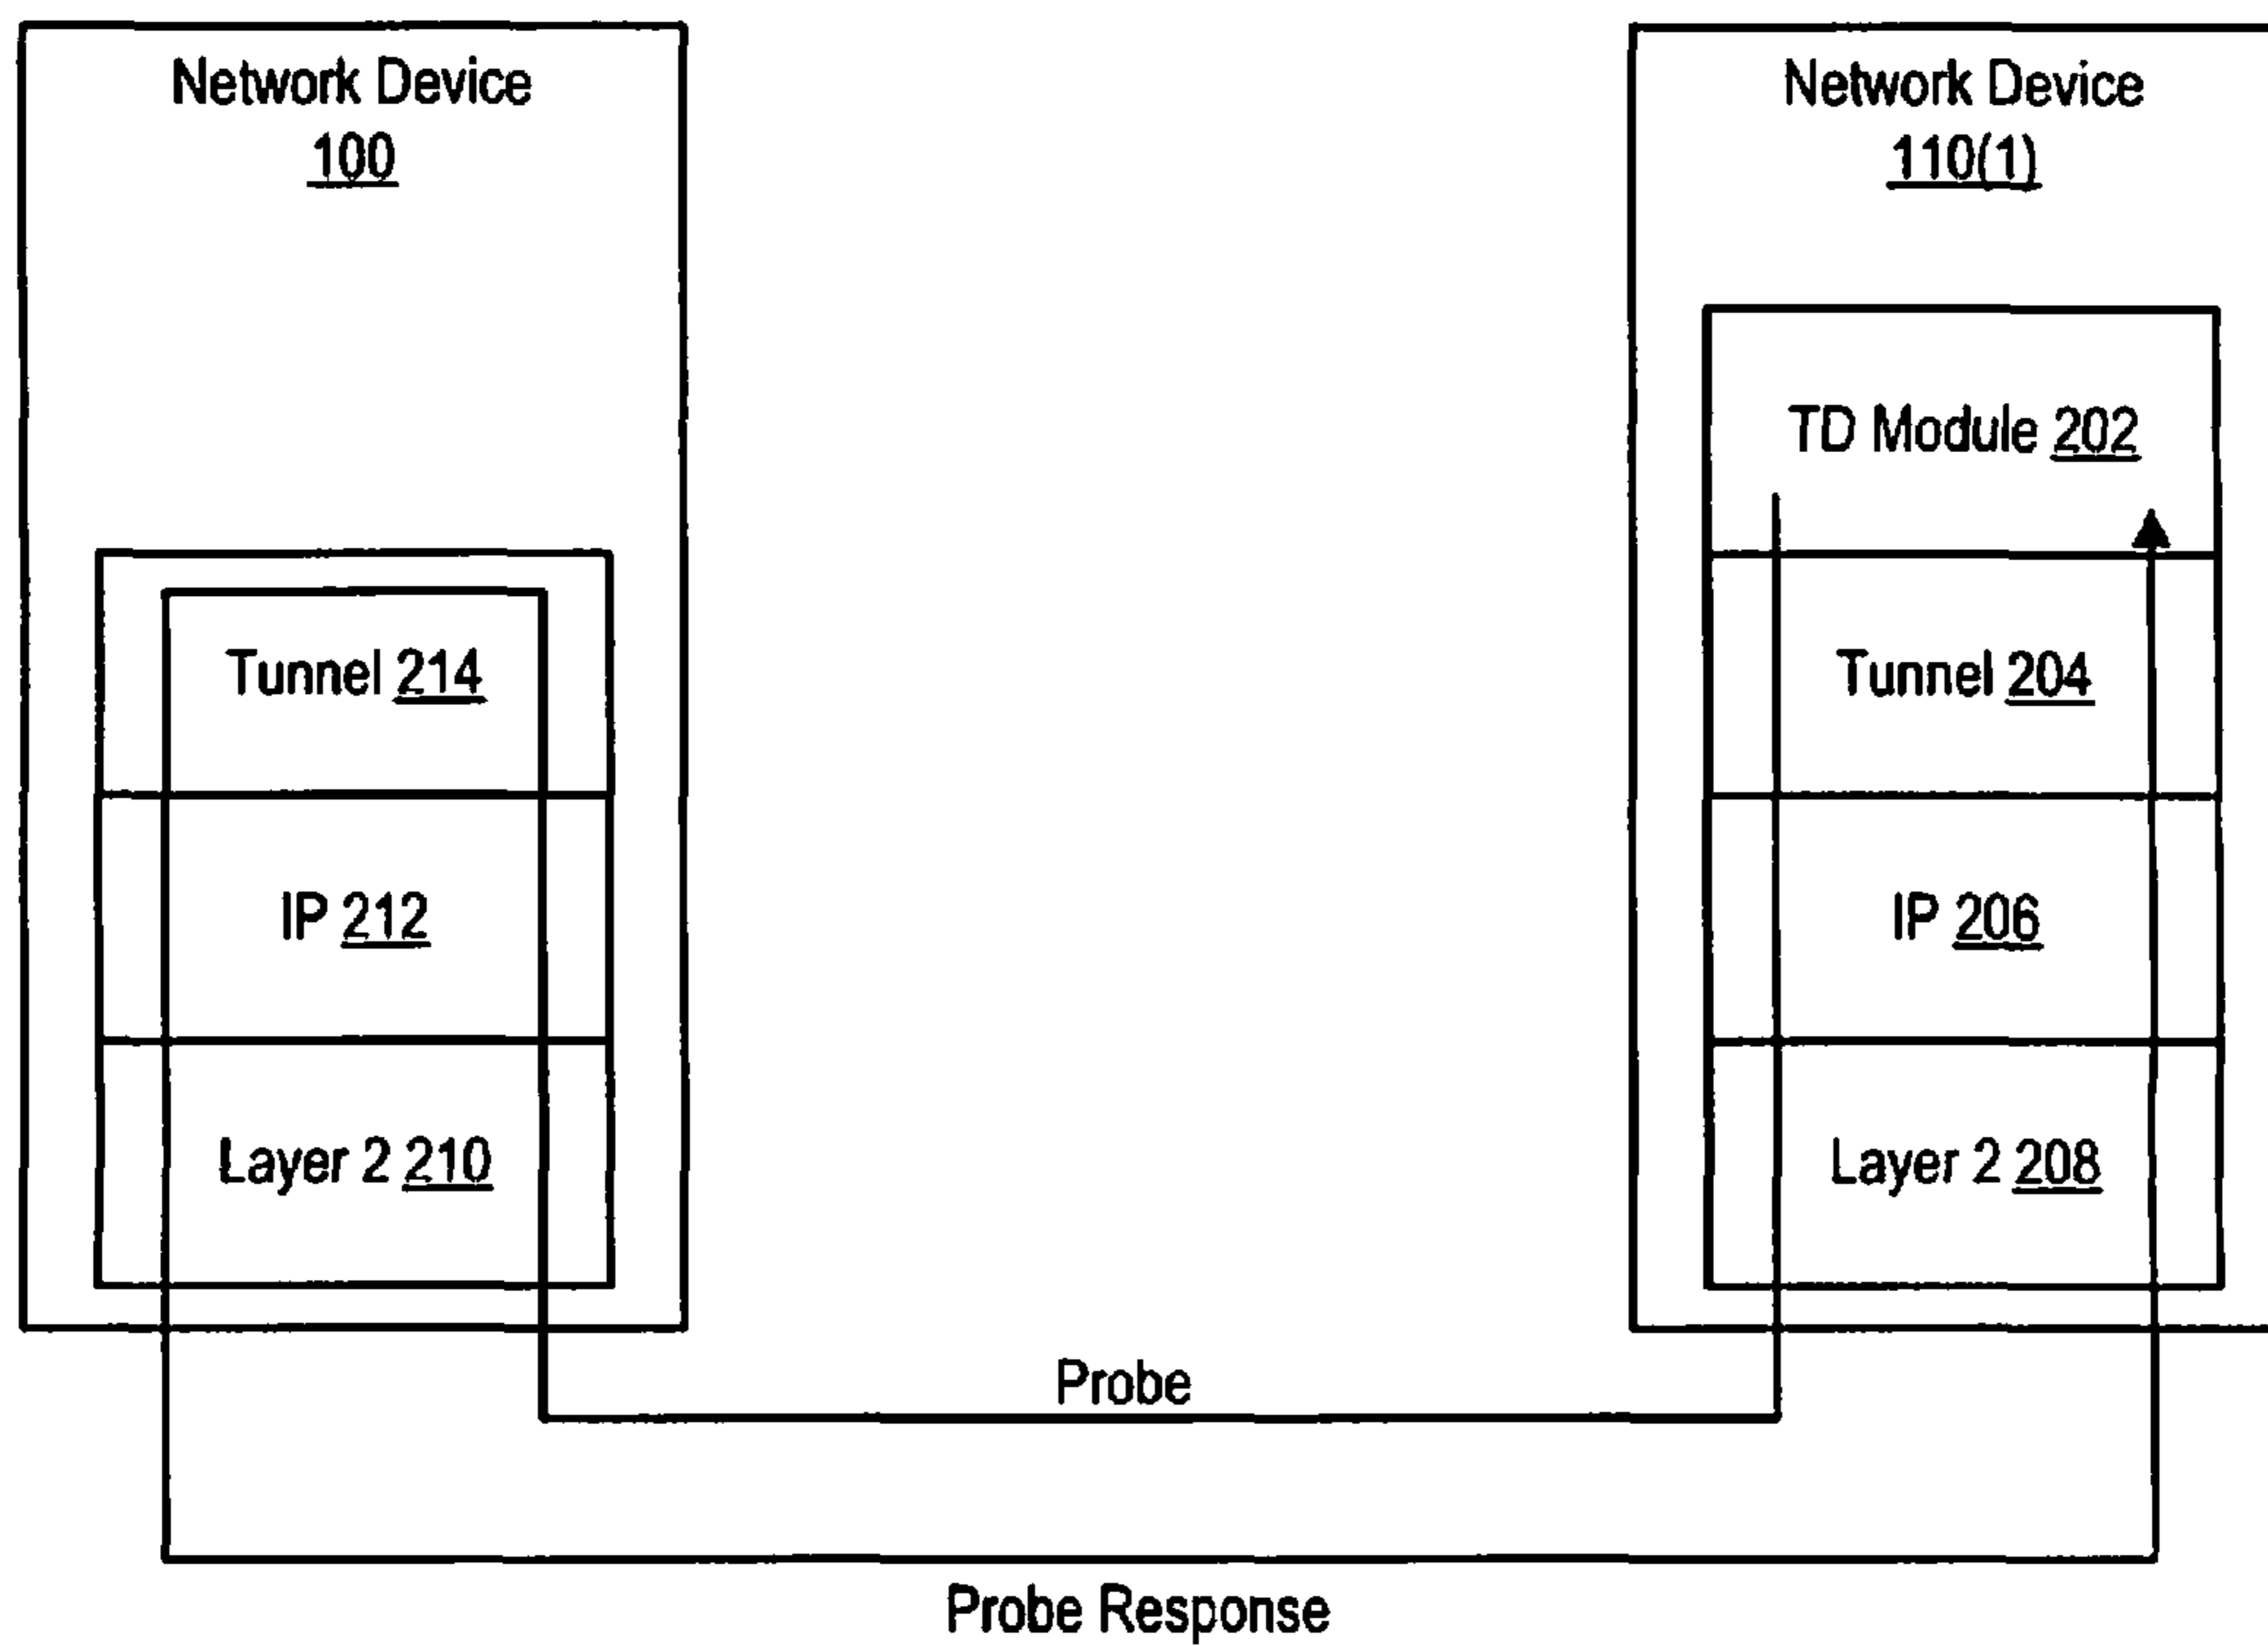 Network Device
100
Tunnel 214
IP 212
Layer 2 210
Network Device
110(1)
TD Module 202
Tunnel 204
IP 206
Layer 2 208
Probe
Probe Response